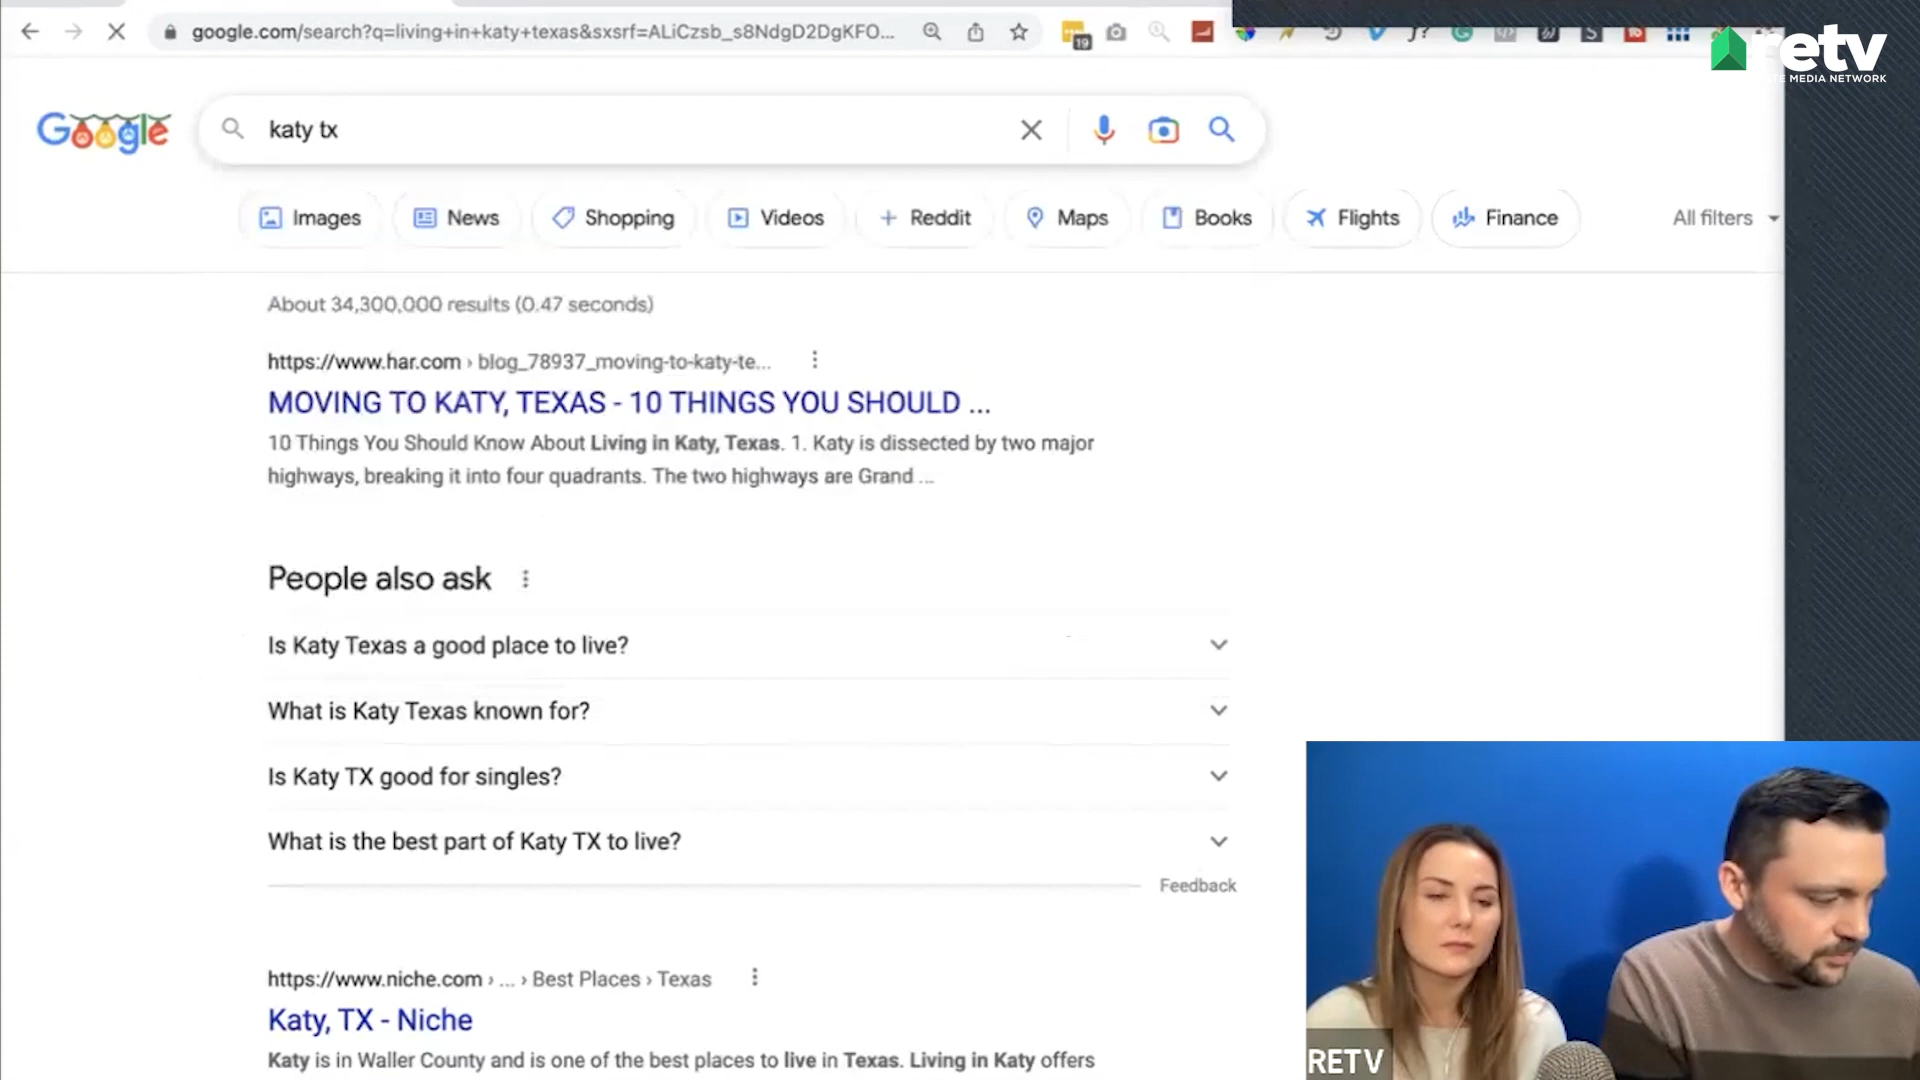 google.com/search?q=living+in+katy+texas&sxsrf=ALiCzsb_s8NdgD2DgKFO...
19
retv
ATE MEDIA NETWORK
Google
katy tx
Images
News
Shopping
Videos
Reddit
Maps
Books
Flights
Finance
All filters
About 34,300,000 results (0.47 seconds)
https://www.har.com › blog_78937_moving-to-katy-te...
MOVING TO KATY, TEXAS - 10 THINGS YOU SHOULD ...
10 Things You Should Know About Living in Katy, Texas. 1. Katy is dissected by two major
highways, breaking it into four quadrants. The two highways are Grand ...
People also ask
Is Katy Texas a good place to live?
What is Katy Texas known for?
Is Katy TX good for singles?
What is the best part of Katy TX to live?
Feedback
https://www.niche.com › ... › Best Places › Texas
Katy, TX - Niche
Katy is in Waller County and is one of the best places to live in Texas. Living in Katy offers
RETV